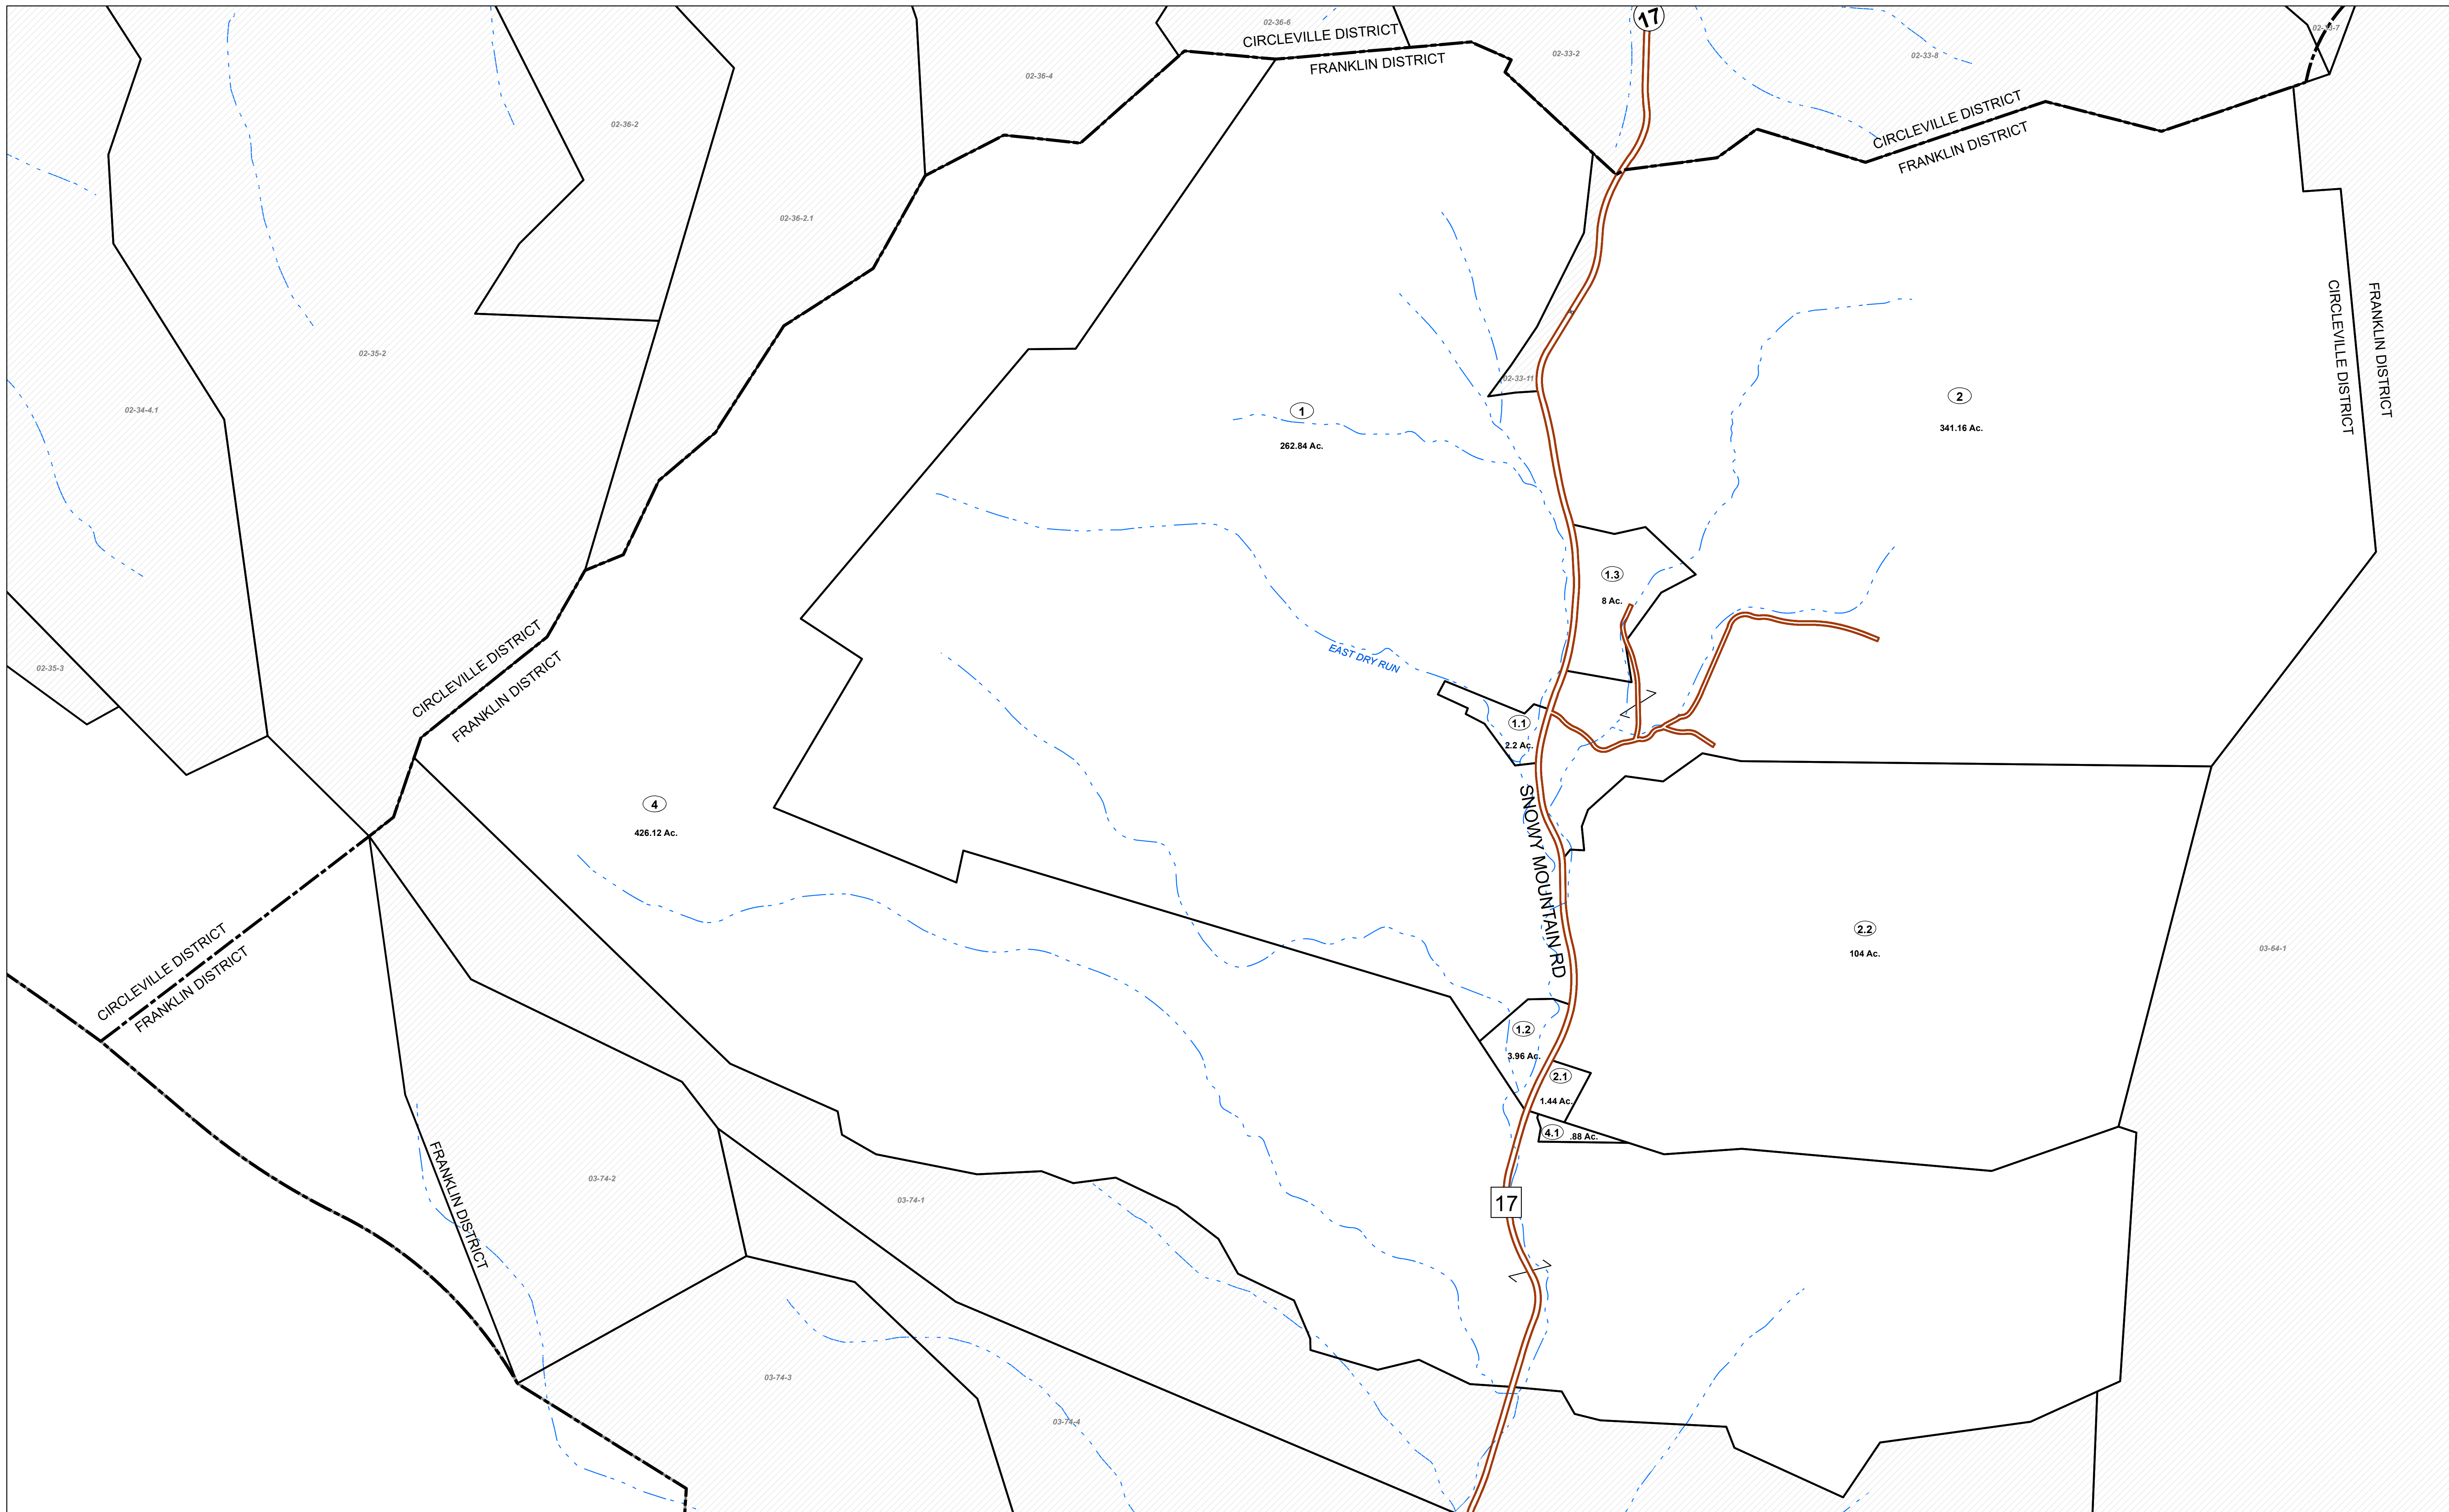 17
02-36-6
CIRCLEVILLE DISTRICT
FRANKLIN DISTRICT
02-33-2
02-33-8
02-36-4
02-36-2
CIRCLEVILLE DISTRICT
FRANKLIN DISTRICT
02-36-2.1
CIRCLEVILLE DISTRICT
FRANKLIN DISTRICT
02-35-2
02-33-11
02-34-4.1
1
262.84 Ac.
2
341.16 Ac.
1.3
8 Ac.
02-35-3
CIRCLEVILLE DISTRICT
FRANKLIN DISTRICT
EAST DRY RUN
1.1
2.2 Ac.
4
426.12 Ac.
SNOWY MOUNTAIN RD
2.2
104 Ac.
03-64-1
CIRCLEVILLE DISTRICT
FRANKLIN DISTRICT
1.2
3.96 Ac.
2.1
1.44 Ac.
4.1
.88 Ac.
FRANKLIN DISTRICT
03-74-2
03-74-1
17
03-74-3
03-74-4